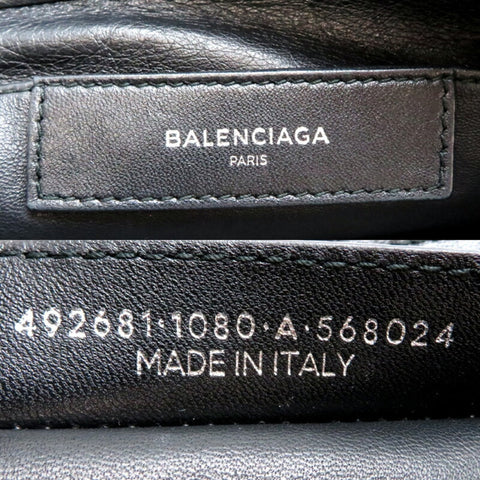 BALENCIAGA
PARIS
492681·1080·A·568024
MADE IN ITALY